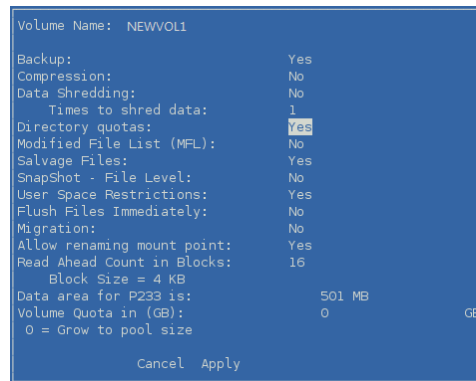 Volume Name: NEWVOL1
Backup: Yes
Compression: No
Data Shredding: No
Times to shred data: 1
Directory quotas: Yes
Modified File List (MFL): No
Salvage Files: Yes
SnapShot - File Level: No
User Space Restrictions: Yes
Flush Files Immediately: No
Migration: No
Allow renaming mount point: Yes
Read Ahead Count in Blocks: 16
Block Size = 4 KB
Data area for P233 is: 501 MB
Volume Quota in (GB): 0 GB
0 = Grow to pool size
Cancel Apply